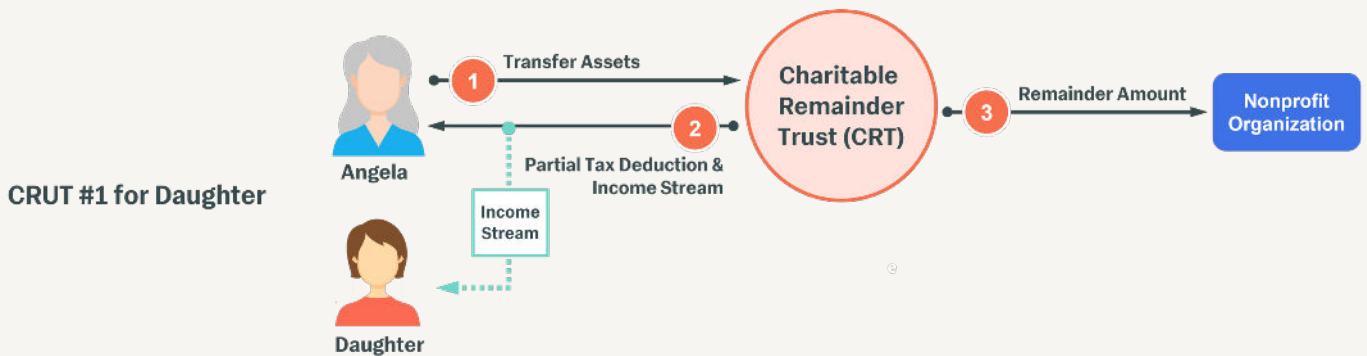 CRUT #1 for Daughter
Angela
1
Transfer Assets
2
Partial Tax Deduction &
Income Stream
Income
Stream
Daughter
Charitable
Remainder
Trust (CRT)
3
Remainder Amount
Nonprofit
Organization
e